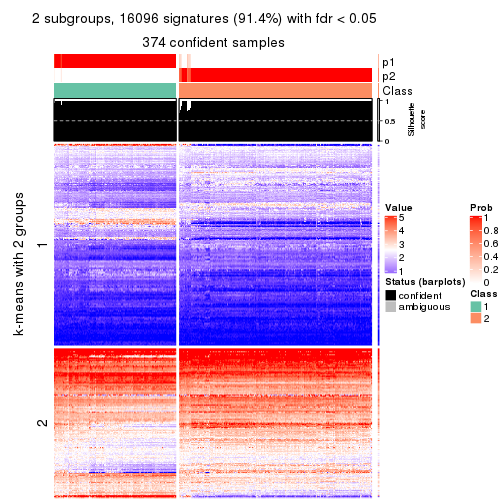 2 subgroups, 16096 signatures (91.4%) with fdr < 0.05
374 confident samples
p1
p2
Class
1
0.5
0
Silhouette
score
k-means with 2 groups
1
2
Value
5
4
3
2
1
Status (barplots)
confident
ambiguous
Prob
1
0.8
0.6
0.4
0.2
0
Class
1
2